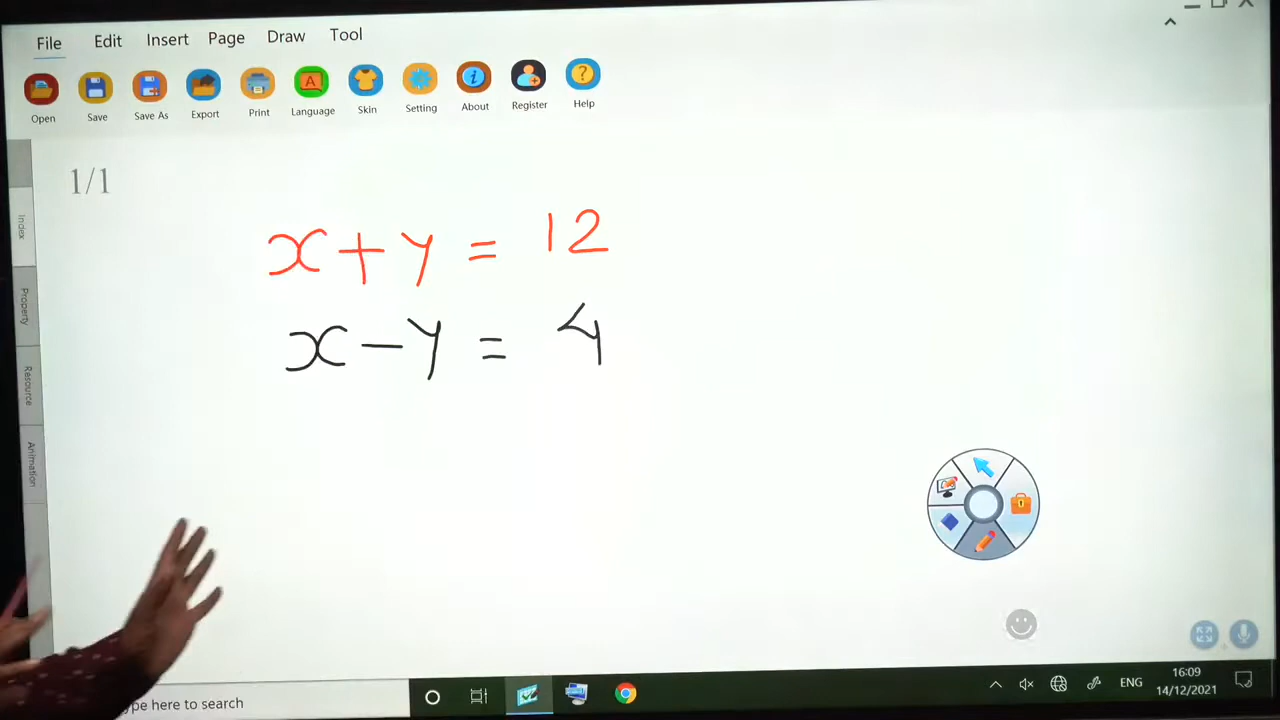 File Edit Insert Page Draw Tool
Open Save Save As Export Print Language Skin Setting About Register Help
1/1
Index
Property
Resource
Animation
x+y = 12
x-y = 4
ype here to search
ENG
16:09
14/12/2021